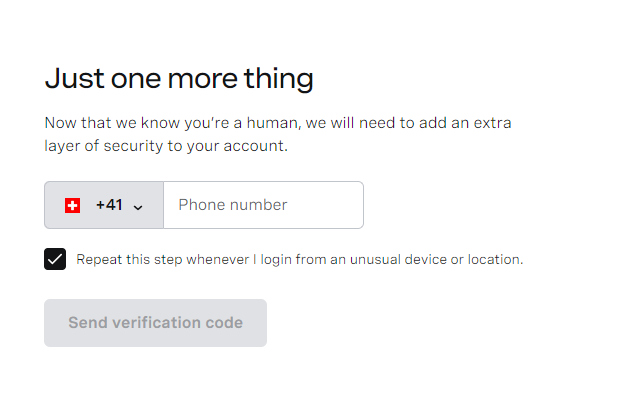 Just one more thing
Now that we know you're a human, we will need to add an extra
layer of security to your account.
+41
Phone number
Repeat this step whenever I login from an unusual device or location.
Send verification code